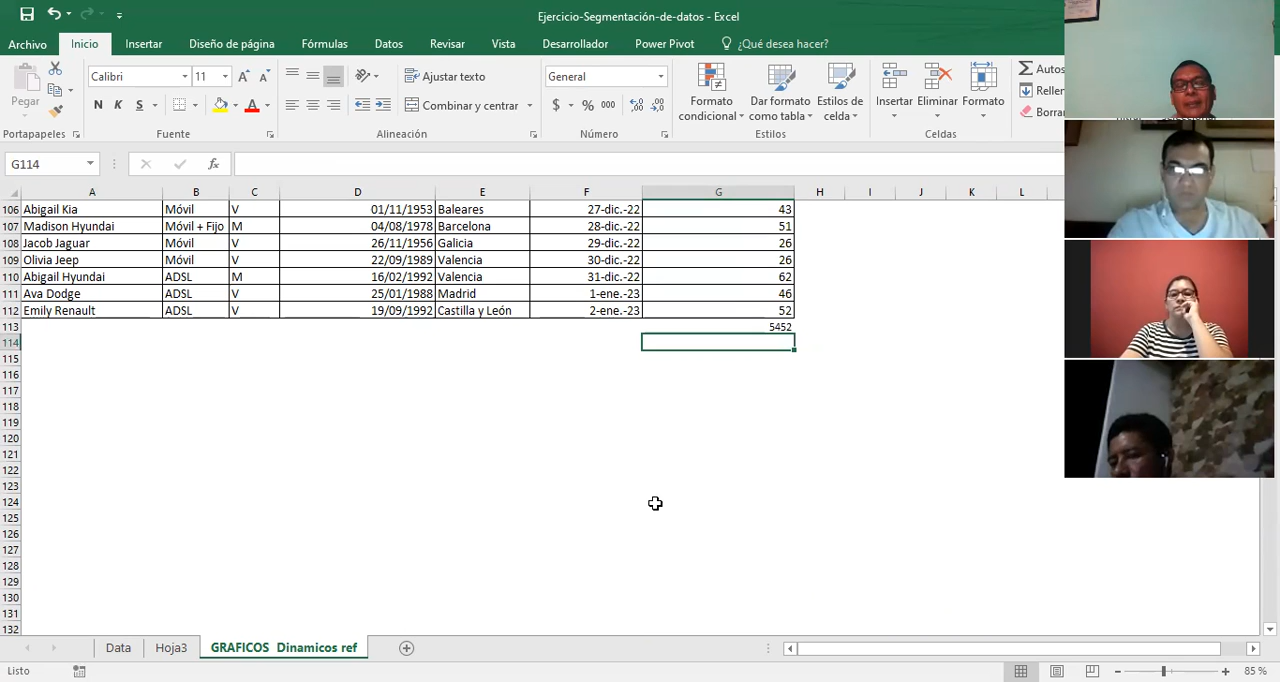 Ejercicio-Segmentación-de-datos - Excel
Archivo Inicio Insertar Diseño de página Fórmulas Datos Revisar Vista Desarrollador Power Pivot ¿Qué desea hacer?
Pegar
Calibri 11
Ajustar texto
General
Formato condicional
Dar formato como tabla
Estilos de celda
Insertar Eliminar Formato
Autos
Rellen
Borra
N K S
Combinar y centrar
$ % 000
Portapapeles Fuente Alineación Número Estilos Celdas
G114 fx
A B C D E F G H I J K L
106 Abigail Kia Móvil V 01/11/1953 Baleares 27-dic.-22 43
107 Madison Hyundai Móvil + Fijo M 04/08/1978 Barcelona 28-dic.-22 51
108 Jacob Jaguar Móvil V 26/11/1956 Galicia 29-dic.-22 26
109 Olivia Jeep Móvil V 22/09/1989 Valencia 30-dic.-22 26
110 Abigail Hyundai ADSL M 16/02/1992 Valencia 31-dic.-22 62
111 Ava Dodge ADSL V 25/01/1988 Madrid 1-ene.-23 46
112 Emily Renault ADSL V 19/09/1992 Castilla y León 2-ene.-23 52
113 5452
114
115
116
117
118
119
120
121
122
123
124
125
126
127
128
129
130
131
132
Data Hoja3 GRAFICOS Dinamicos ref
Listo 85 %